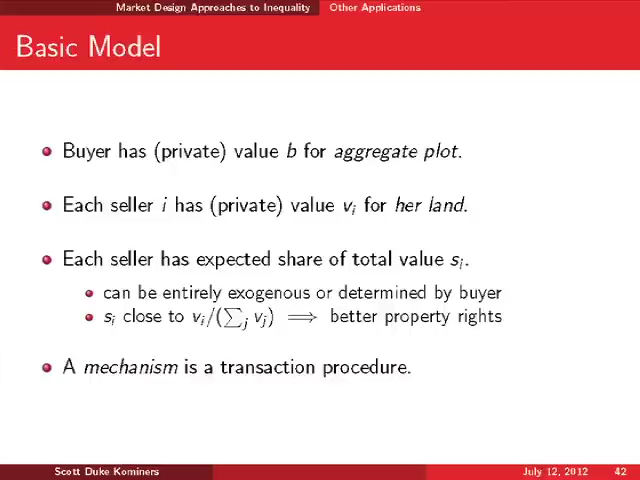 Market Design Approaches to Inequality Other Applications
Basic Model
Buyer has (private) value b for aggregate plot.
Each seller i has (private) value vᵢ for her land.
Each seller has expected share of total value sᵢ.
can be entirely exogenous or determined by buyer
sᵢ close to vᵢ/(∑ⱼ vⱼ) ⟹ better property rights
A mechanism is a transaction procedure.
Scott Duke Kominers July 12, 2012 42